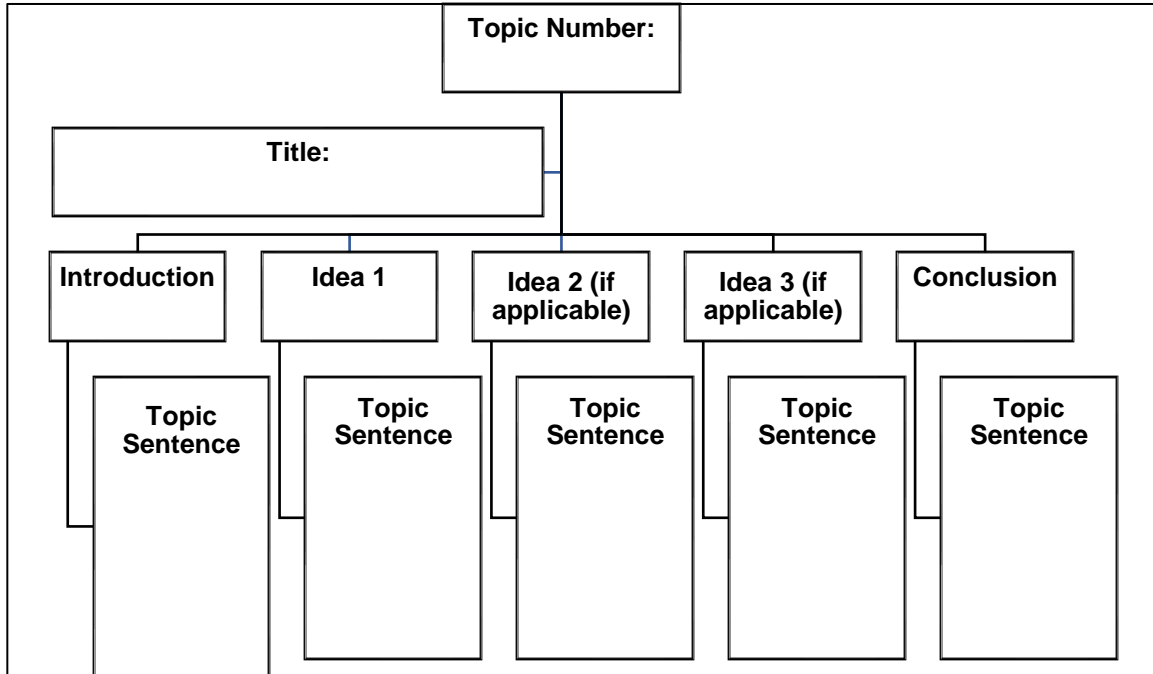 Topic Number:
Title:
Introduction
Idea 1
Idea 2 (if
applicable)
Idea 3 (if
applicable)
Conclusion
Topic
Sentence
Topic
Sentence
Topic
Sentence
Topic
Sentence
Topic
Sentence